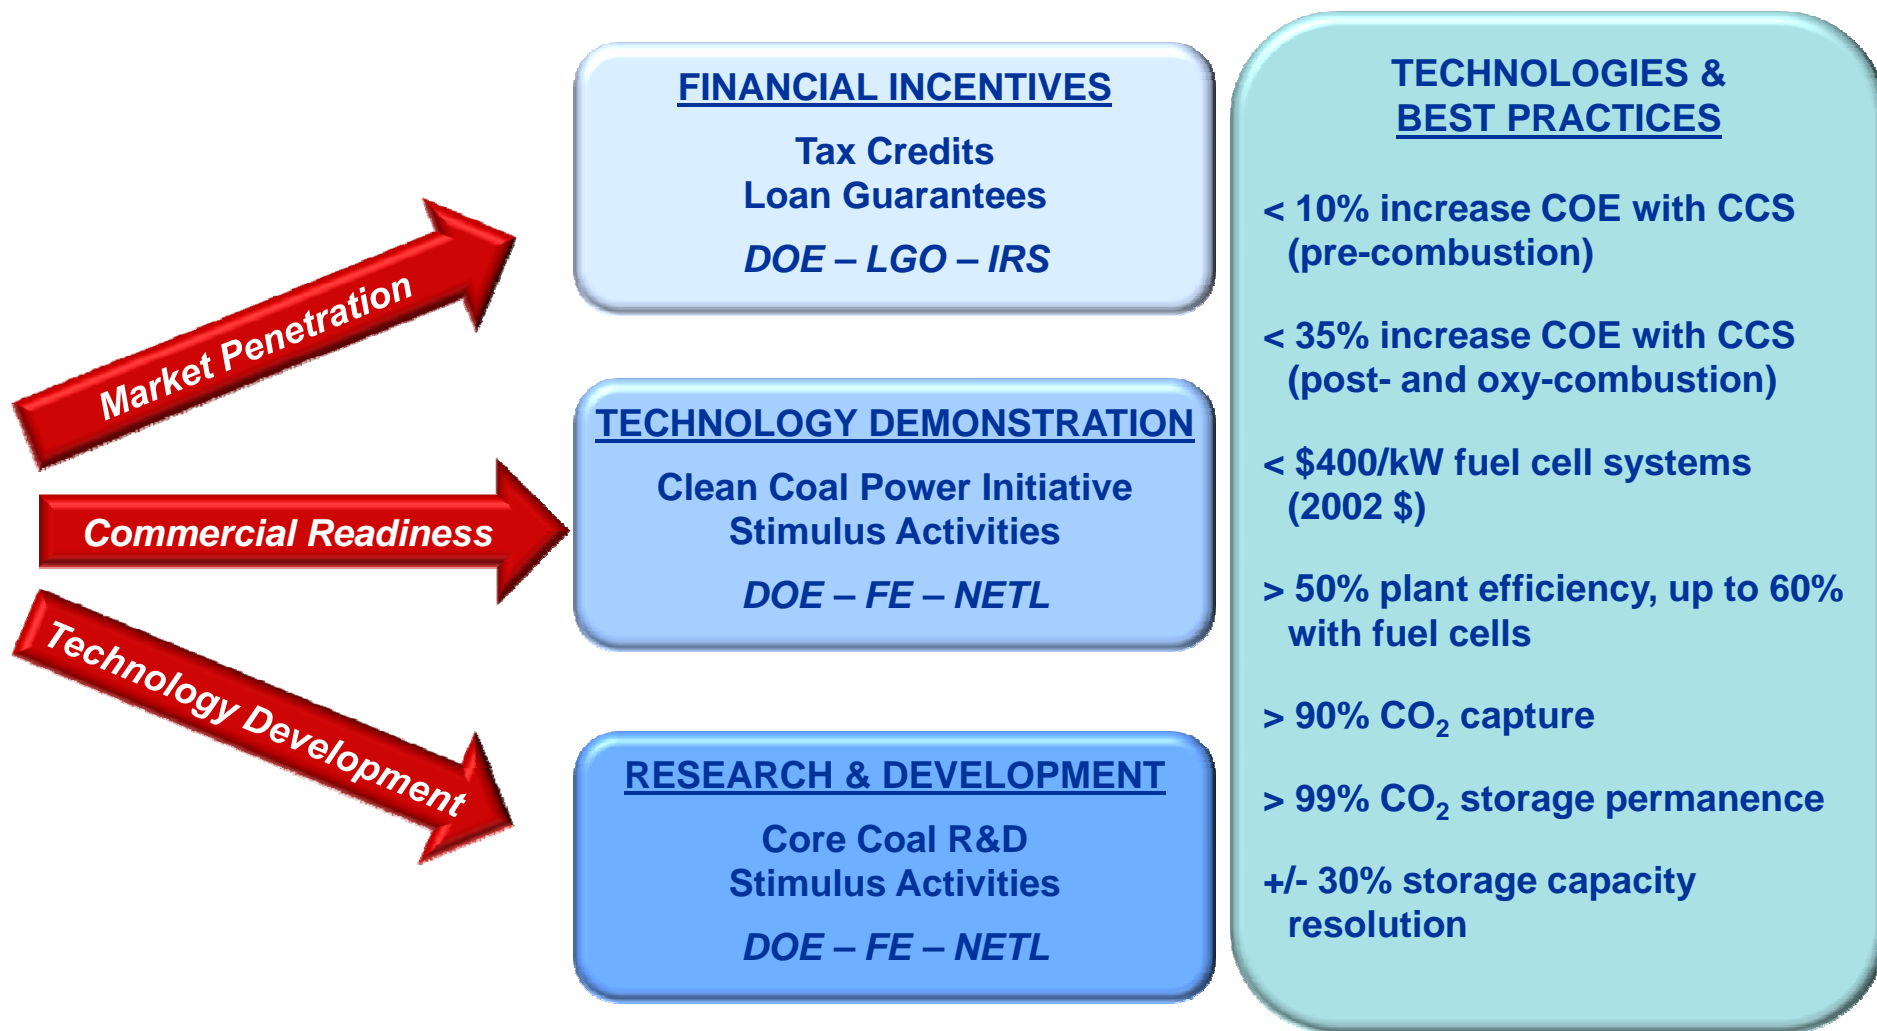 Market Penetration
Commercial Readiness
Technology Development
FINANCIAL INCENTIVES
Tax Credits
Loan Guarantees
DOE – LGO – IRS
TECHNOLOGY DEMONSTRATION
Clean Coal Power Initiative
Stimulus Activities
DOE – FE – NETL
RESEARCH & DEVELOPMENT
Core Coal R&D
Stimulus Activities
DOE – FE – NETL
TECHNOLOGIES &
BEST PRACTICES
< 10% increase COE with CCS
(pre-combustion)
< 35% increase COE with CCS
(post- and oxy-combustion)
< $400/kW fuel cell systems
(2002 $)
> 50% plant efficiency, up to 60%
with fuel cells
> 90% CO₂ capture
> 99% CO₂ storage permanence
+/- 30% storage capacity
resolution